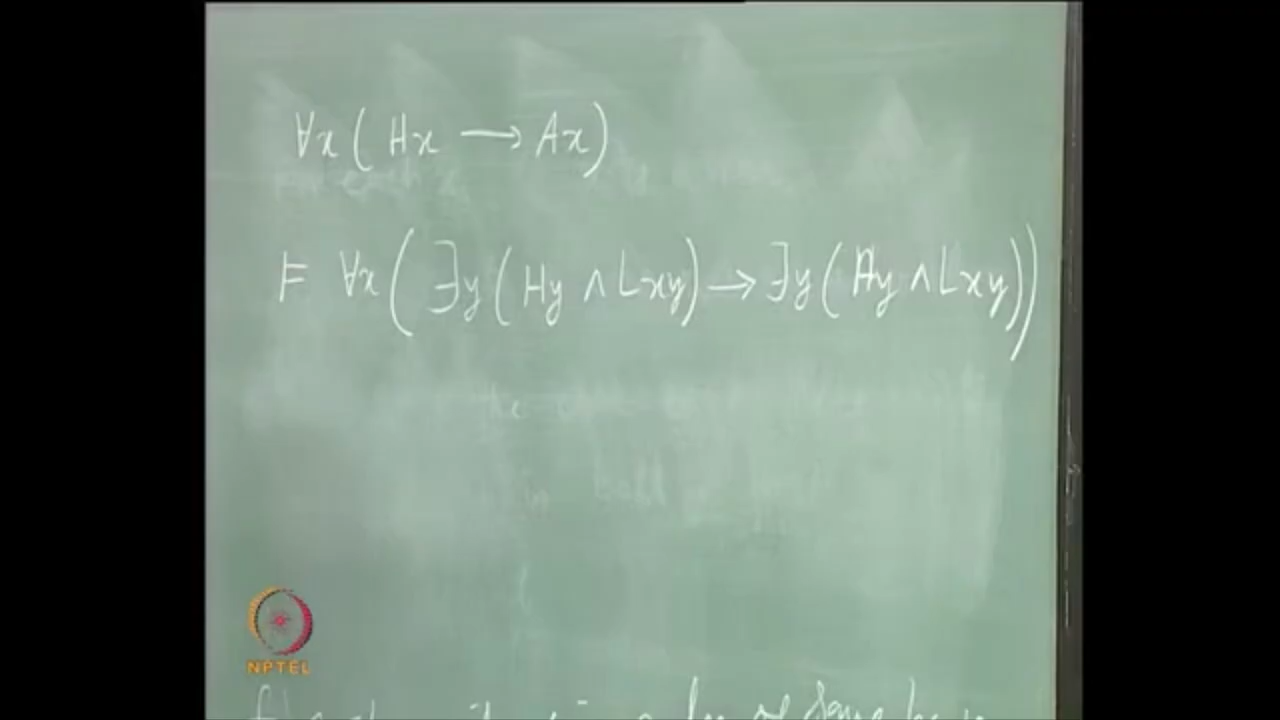 ∀x(Hx → Ax)
⊨ ∀x(∃y(Hy ∧ Lxy) → ∃y(Ay ∧ Lxy))
NPTEL